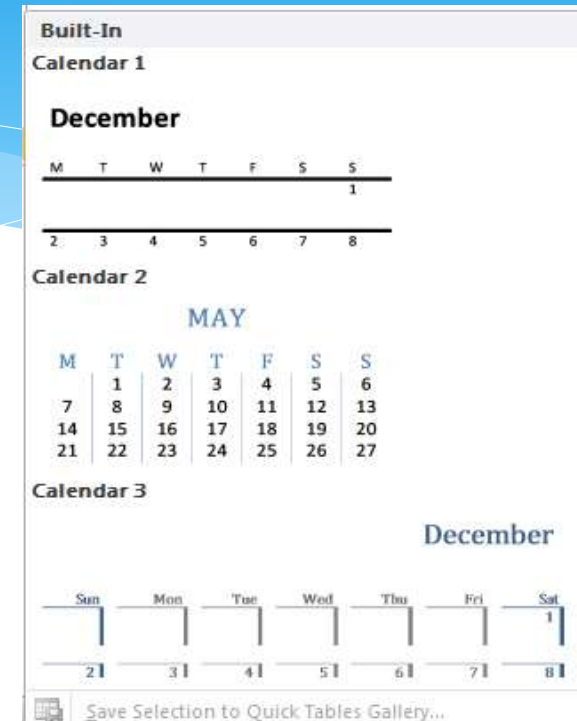 Built-In
Calendar 1
December
M T W T F S S
1
2 3 4 5 6 7 8
Calendar 2
MAY
M T W T F S S
1 2 3 4 5 6
7 8 9 10 11 12 13
14 15 16 17 18 19 20
21 22 23 24 25 26 27
Calendar 3
December
Sun Mon Tue Wed Thu Fri Sat
1
2 3 4 5 6 7 8
Save Selection to Quick Tables Gallery...